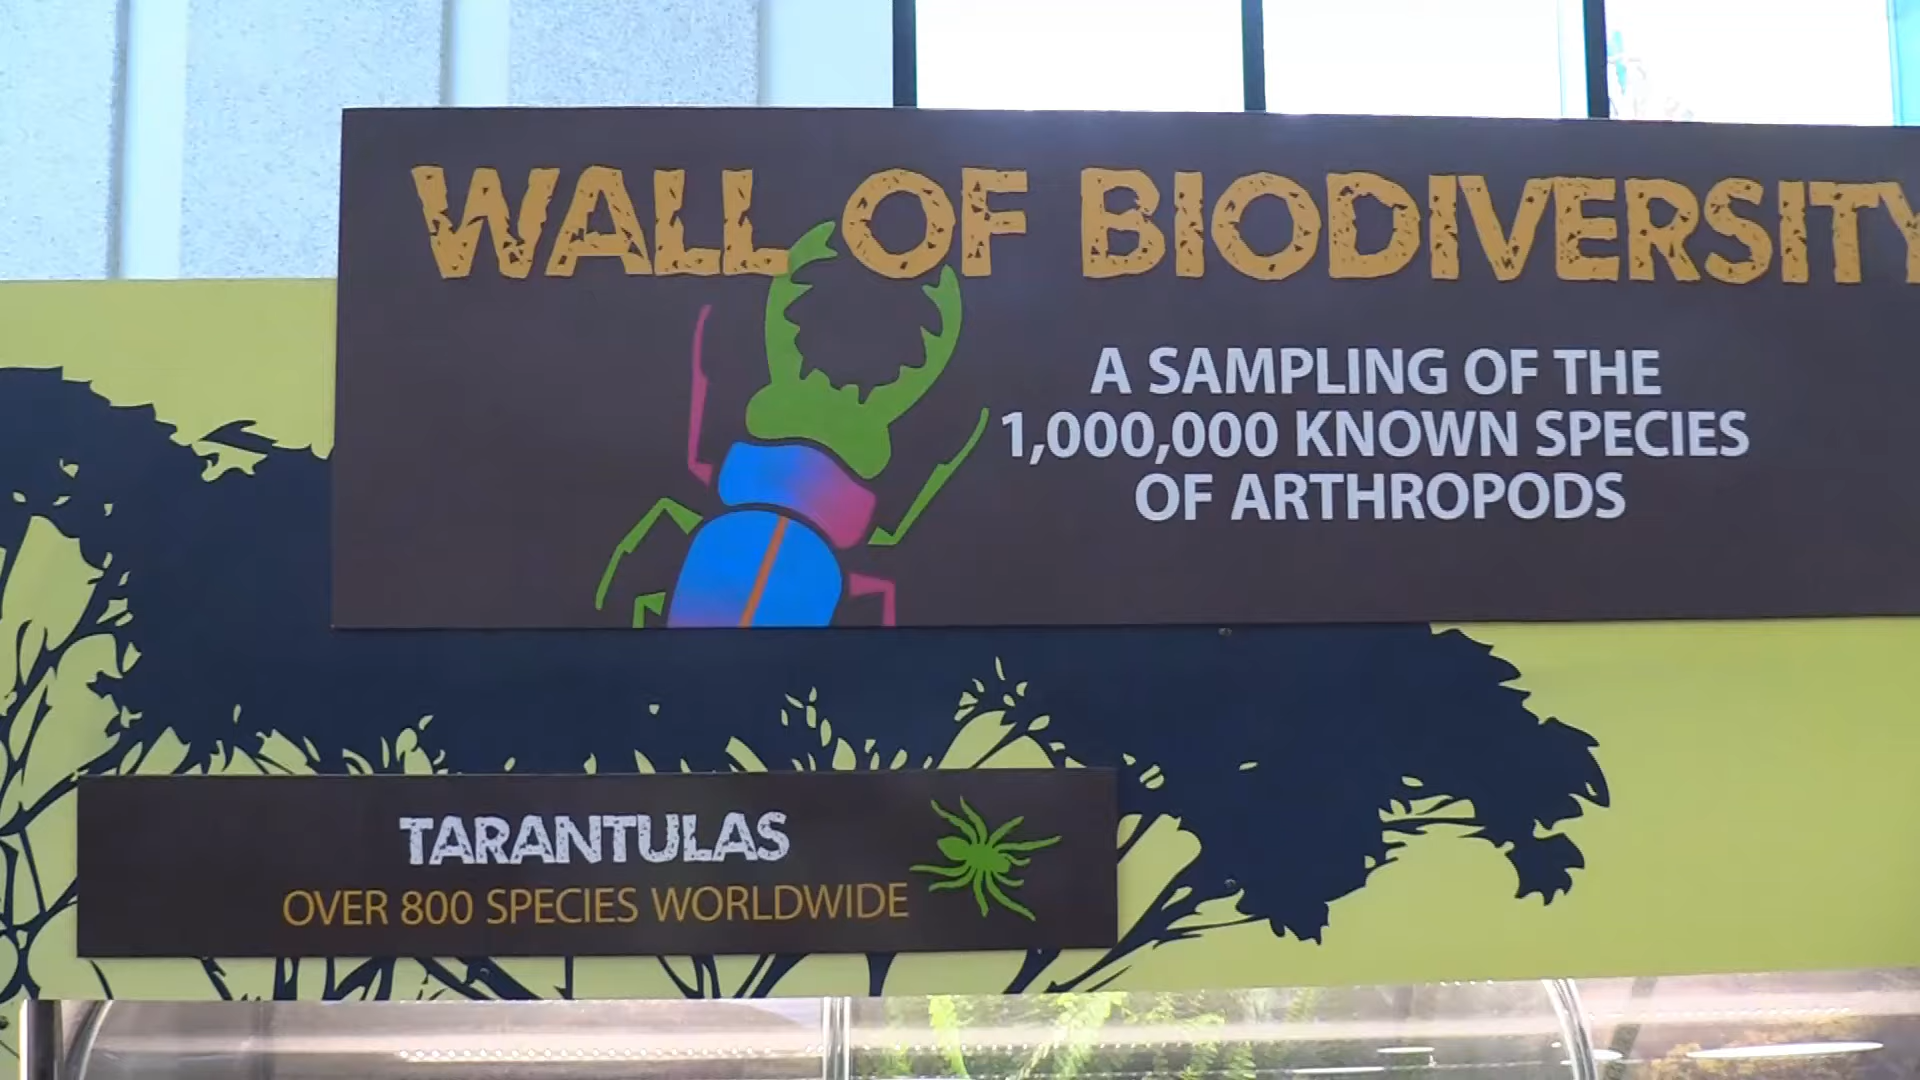 WALL OF BIODIVERSITY
A SAMPLING OF THE
1,000,000 KNOWN SPECIES
OF ARTHROPODS
TARANTULAS
OVER 800 SPECIES WORLDWIDE